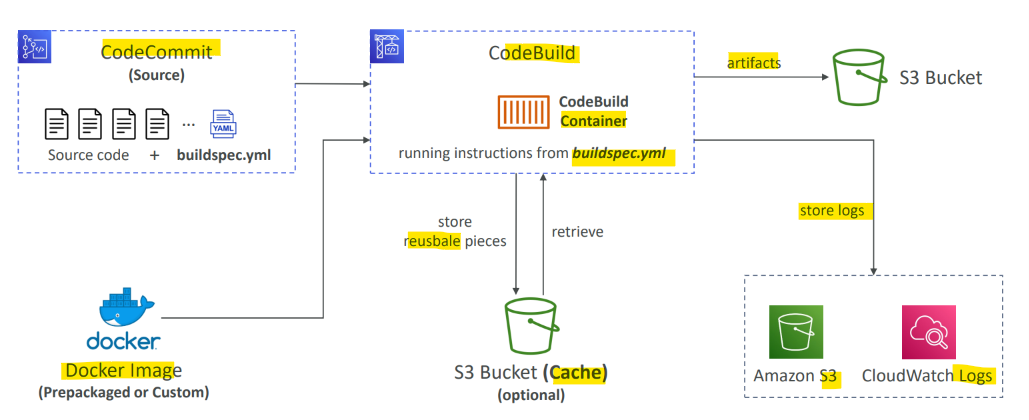 CodeCommit
(Source)
...
YAML
Source code + buildspec.yml
CodeBuild
CodeBuild
Container
running instructions from buildspec.yml
artifacts
S3 Bucket
store
reusbale pieces
retrieve
store logs
docker
Docker Image
(Prepackaged or Custom)
S3 Bucket (Cache)
(optional)
Amazon S3
CloudWatch Logs